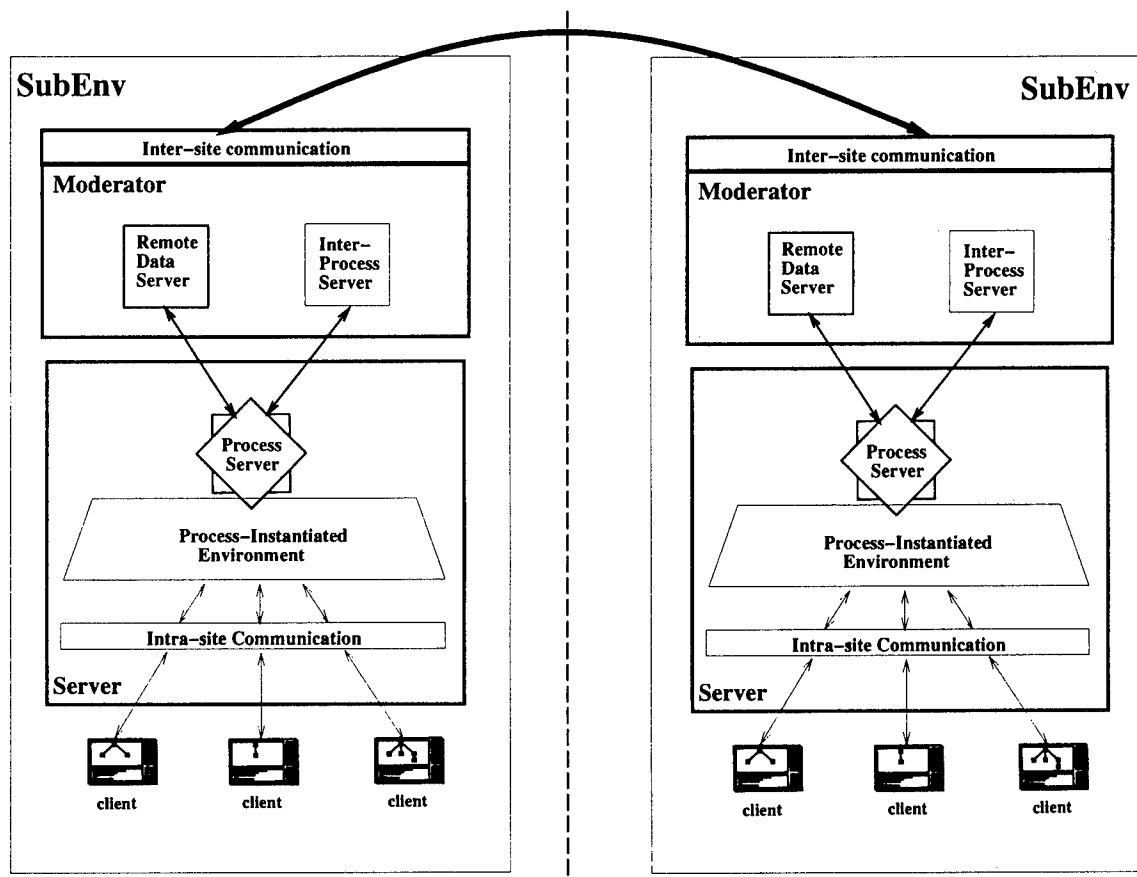 SubEnv
Inter-site communication
Moderator
Remote
Data
Server
Inter-
Process
Server
Process
Server
Process-Instantiated
Environment
Intra-site Communication
Server
client
client
client
SubEnv
Inter-site communication
Moderator
Remote
Data
Server
Inter-
Process
Server
Process
Server
Process-Instantiated
Environment
Intra-site Communication
Server
client
client
client